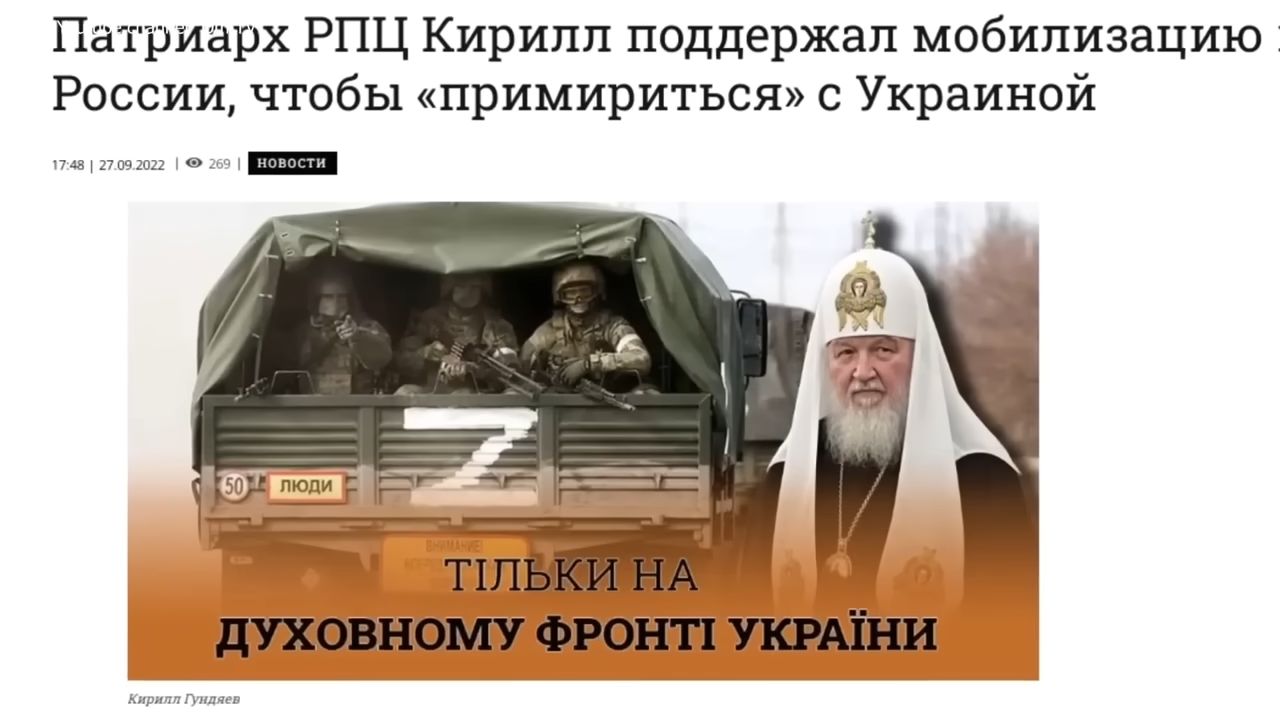 Патриарх РПЦ Кирилл поддержал мобилизацию
России, чтобы «примириться» с Украиной
17:48 | 27.09.2022 | 269 | НОВОСТИ
50
ЛЮДИ
ВНИМАНИЕ!
ТІЛЬКИ НА
ДУХОВНОМУ ФРОНТІ УКРАЇНИ
Кирилл Гундяев